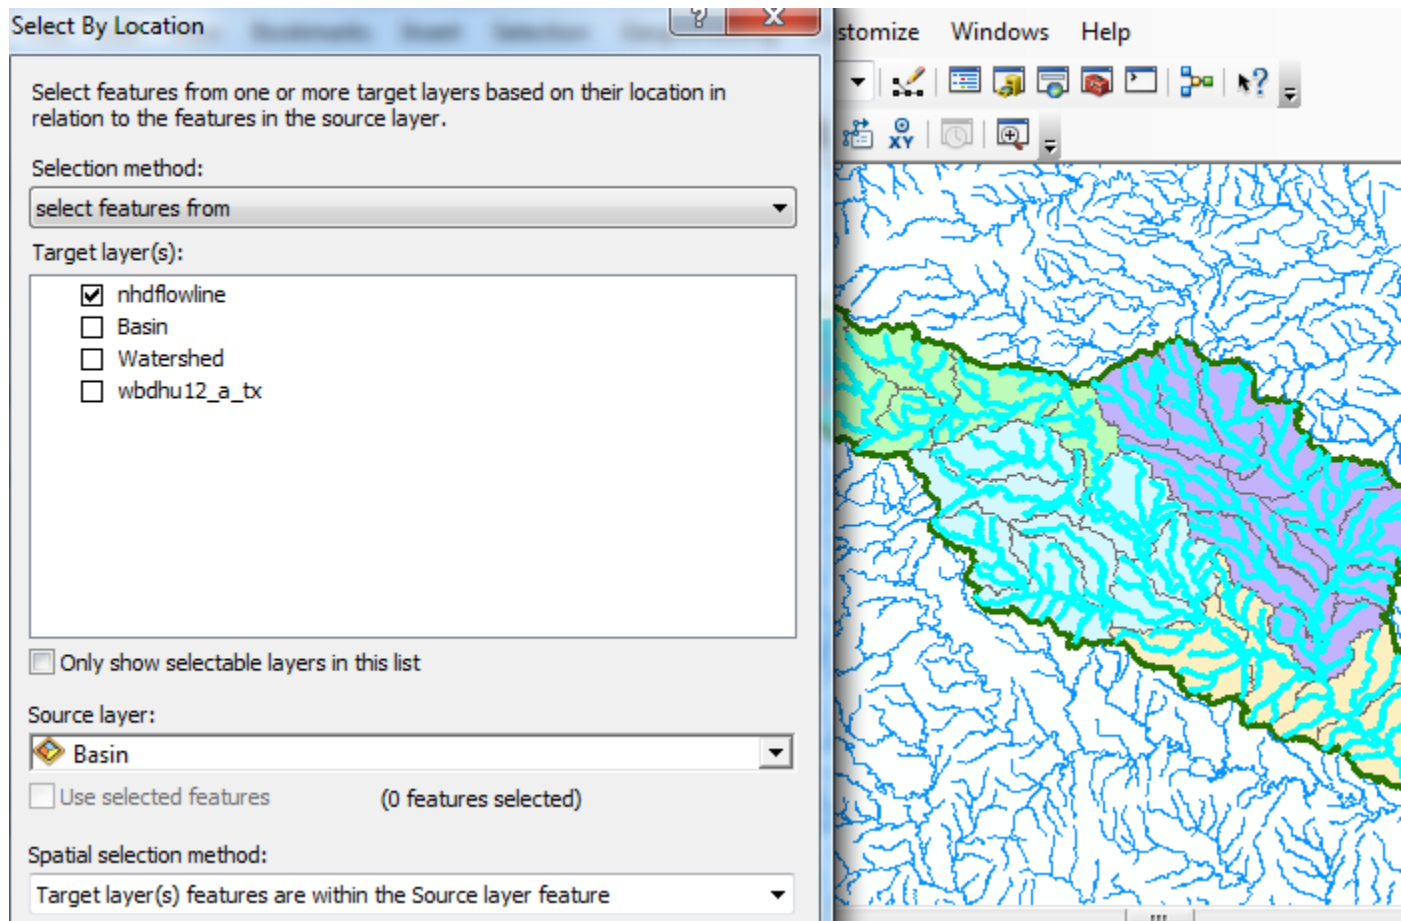 Select By Location
stomize Windows Help
Select features from one or more target layers based on their location in
relation to the features in the source layer.
XY
Selection method:
select features from
Target layer(s):
nhdflowline
Basin
Watershed
wbdhu12_a_tx
Only show selectable layers in this list
Source layer:
Basin
Use selected features (0 features selected)
Spatial selection method:
Target layer(s) features are within the Source layer feature